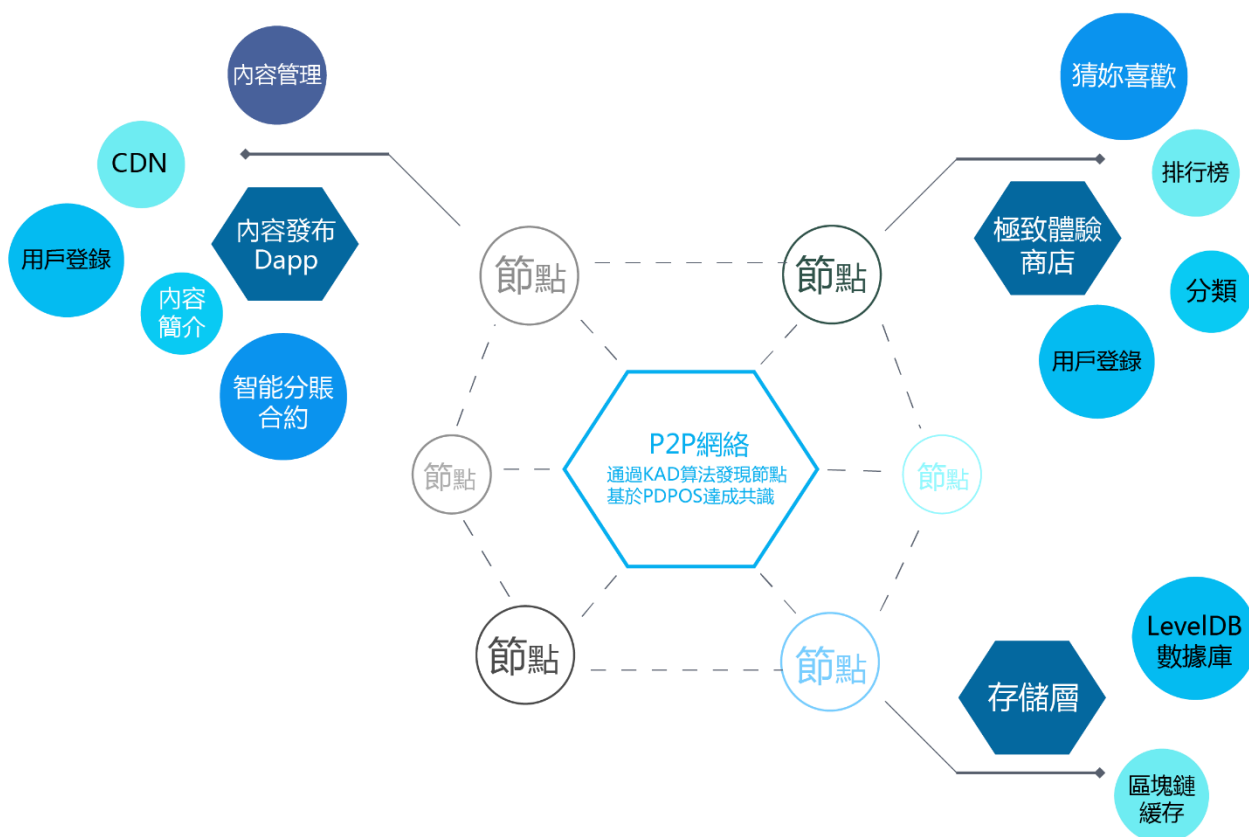 內容管理
CDN
用戶登錄
內容發布
Dapp
內容
簡介
智能分賬
合約
猜妳喜歡
排行榜
極致體驗
商店
分類
用戶登錄
節點
節點
節點
節點
節點
節點
P2P網絡
通過KAD算法發現節點
基於PDPOS達成共識
LevelDB
數據庫
存儲層
區塊鏈
緩存